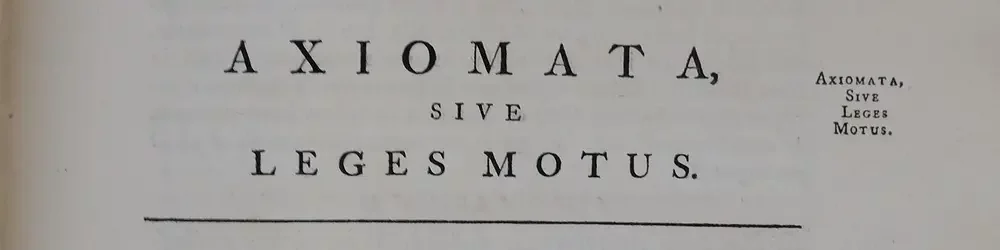 AXIOMATA,
SIVE
LEGES MOTUS.
AXIOMATA,
SIVE
LEGES
MOTUS.